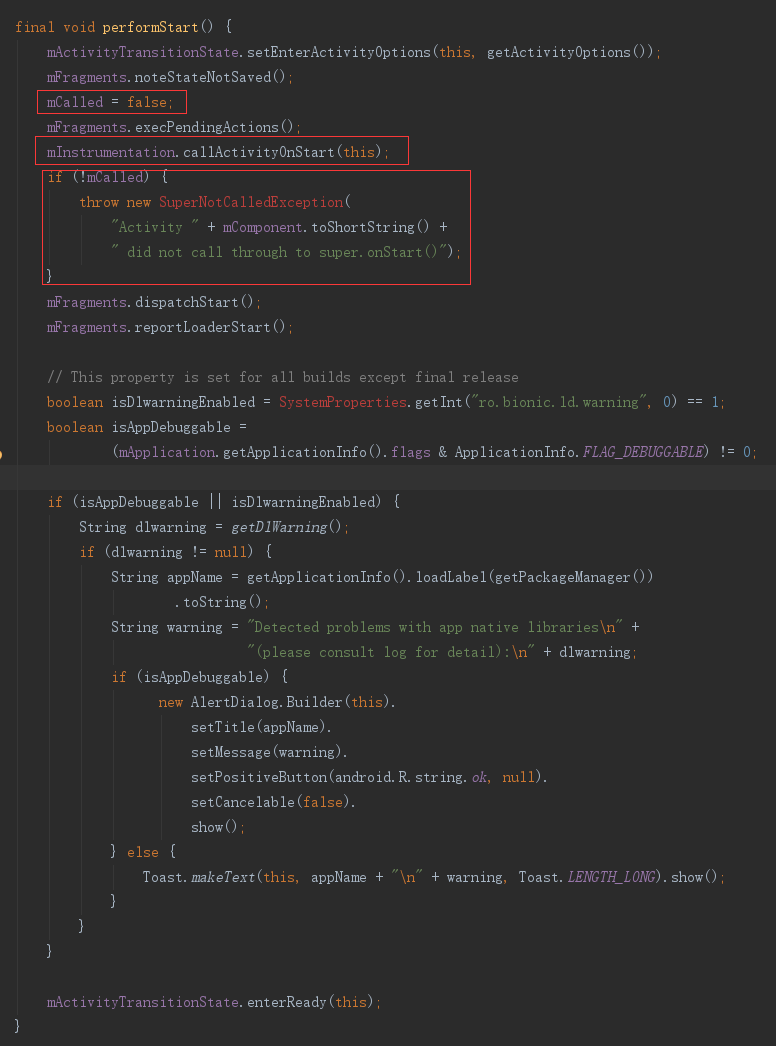 final void performStart() {
    mActivityTransitionState.setEnterActivityOptions(this, getActivityOptions());
    mFragments.noteStateNotSaved();
    mCalled = false;
    mFragments.execPendingActions();
    mInstrumentation.callActivityOnStart(this);
    if (!mCalled) {
        throw new SuperNotCalledException(
            "Activity " + mComponent.toShortString() +
            " did not call through to super.onStart()");
    }
    mFragments.dispatchStart();
    mFragments.reportLoaderStart();

    // This property is set for all builds except final release
    boolean isDlwarningEnabled = SystemProperties.getInt("ro.bionic.ld.warning", 0) == 1;
    boolean isAppDebuggable =
            (mApplication.getApplicationInfo().flags & ApplicationInfo.FLAG_DEBUGGABLE) != 0;

    if (isAppDebuggable || isDlwarningEnabled) {
        String dlwarning = getDlWarning();
        if (dlwarning != null) {
            String appName = getApplicationInfo().loadLabel(getPackageManager())
                    .toString();
            String warning = "Detected problems with app native libraries\n" +
                             "(please consult log for detail):\n" + dlwarning;
            if (isAppDebuggable) {
                  new AlertDialog.Builder(this).
                      setTitle(appName).
                      setMessage(warning).
                      setPositiveButton(android.R.string.ok, null).
                      setCancelable(false).
                      show();
            } else {
                Toast.makeText(this, appName + "\n" + warning, Toast.LENGTH_LONG).show();
            }
        }
    }

    mActivityTransitionState.enterReady(this);
}